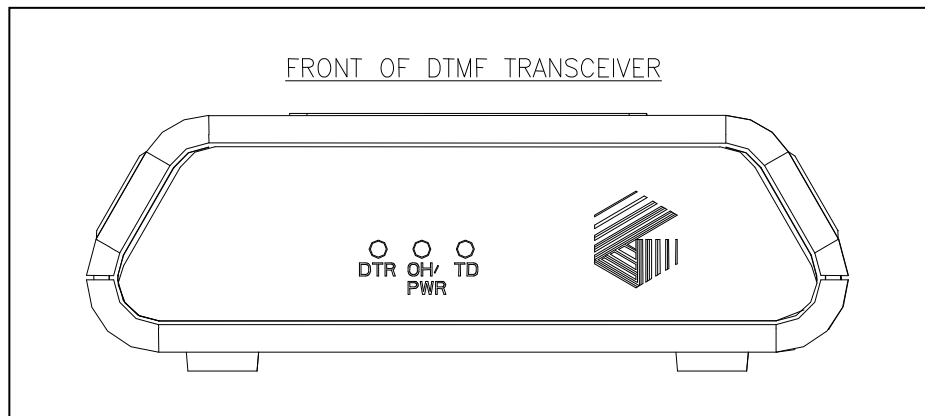 FRONT OF DTMF TRANSCEIVER
DTR OH/ TD
PWR